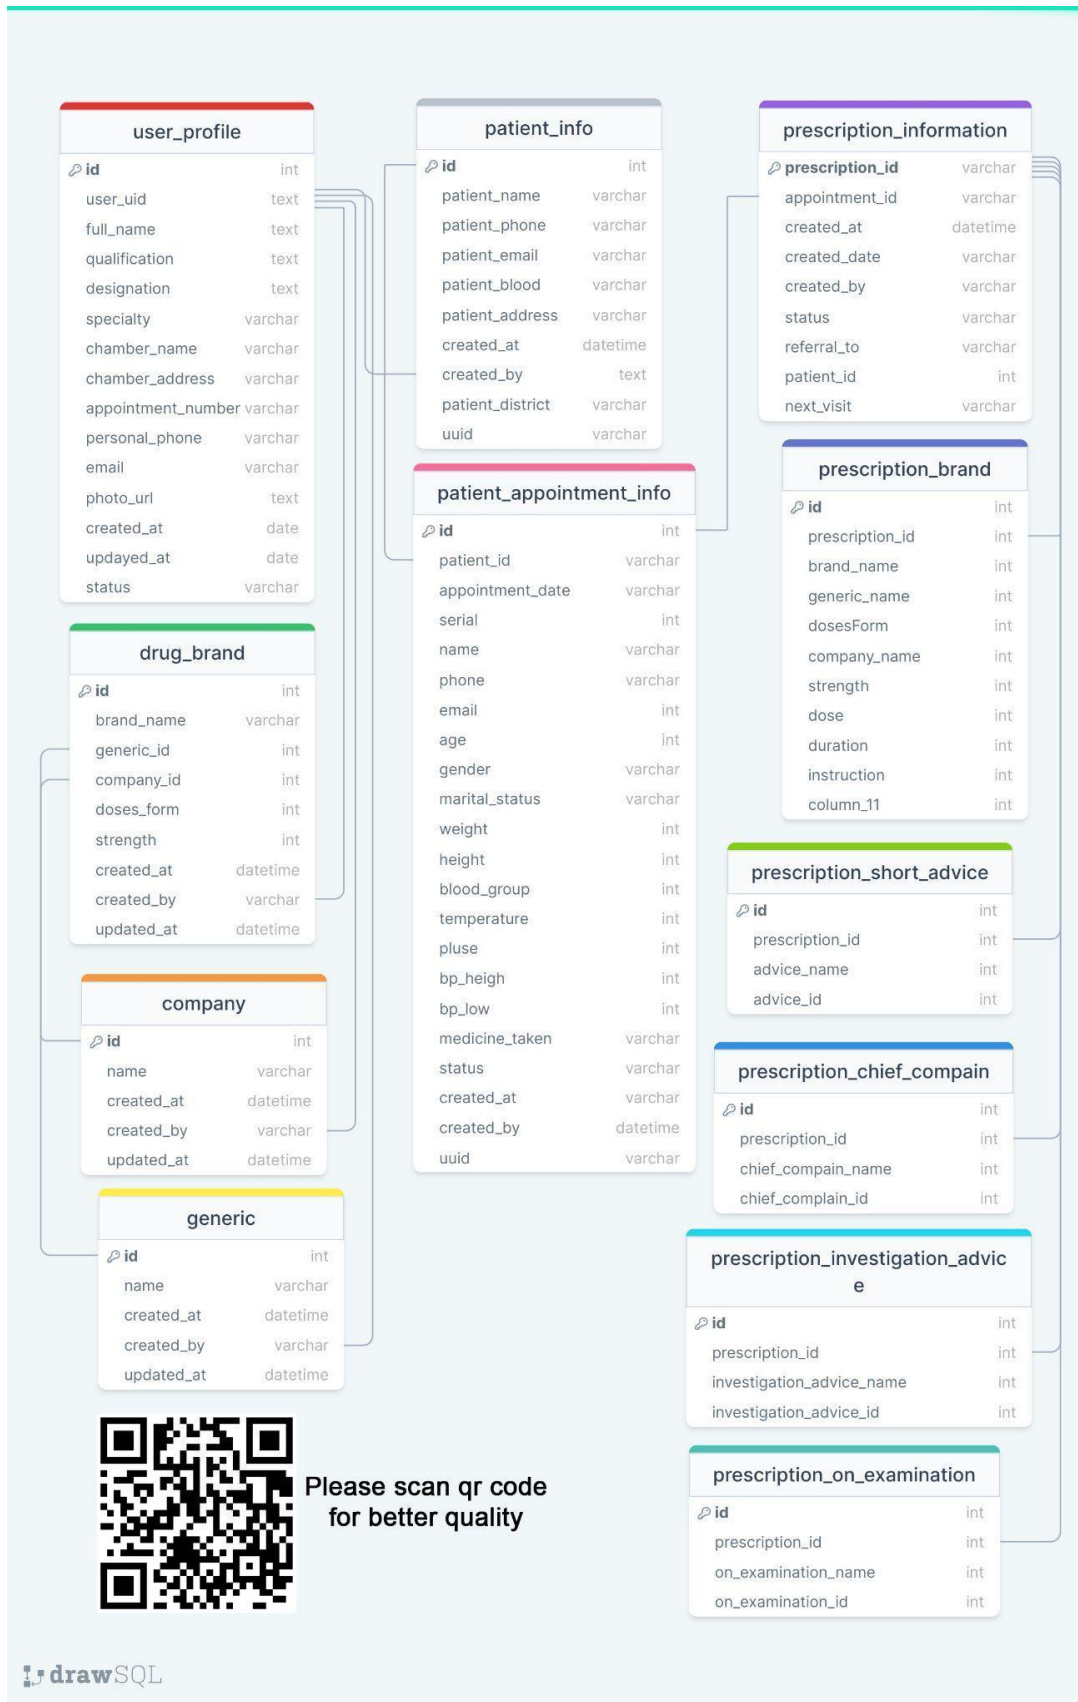 user_profile
id int
user_uid text
full_name text
qualification text
designation text
specialty varchar
chamber_name varchar
chamber_address varchar
appointment_number varchar
personal_phone varchar
email varchar
photo_url text
created_at date
updayed_at date
status varchar
drug_brand
id int
brand_name varchar
generic_id int
company_id int
doses_form int
strength int
created_at datetime
created_by varchar
updated_at datetime
company
id int
name varchar
created_at datetime
created_by varchar
updated_at datetime
generic
id int
name varchar
created_at datetime
created_by varchar
updated_at datetime
patient_info
id int
patient_name varchar
patient_phone varchar
patient_email varchar
patient_blood varchar
patient_address varchar
created_at datetime
created_by text
patient_district varchar
uuid varchar
patient_appointment_info
id int
patient_id varchar
appointment_date varchar
serial int
name varchar
phone varchar
email int
age int
gender varchar
marital_status varchar
weight int
height int
blood_group int
temperature int
pluse int
bp_heigh int
bp_low int
medicine_taken varchar
status varchar
created_at varchar
created_by datetime
uuid varchar
prescription_information
prescription_id varchar
appointment_id varchar
created_at datetime
created_date varchar
created_by varchar
status varchar
referral_to varchar
patient_id int
next_visit varchar
prescription_brand
id int
prescription_id int
brand_name int
generic_name int
dosesForm int
company_name int
strength int
dose int
duration int
instruction int
column_11 int
prescription_short_advice
id int
prescription_id int
advice_name int
advice_id int
prescription_chief_compain
id int
prescription_id int
chief_compain_name int
chief_complain_id int
prescription_investigation_advic
e
id int
prescription_id int
investigation_advice_name int
investigation_advice_id int
prescription_on_examination
id int
prescription_id int
on_examination_name int
on_examination_id int
Please scan qr code
for better quality
drawSQL